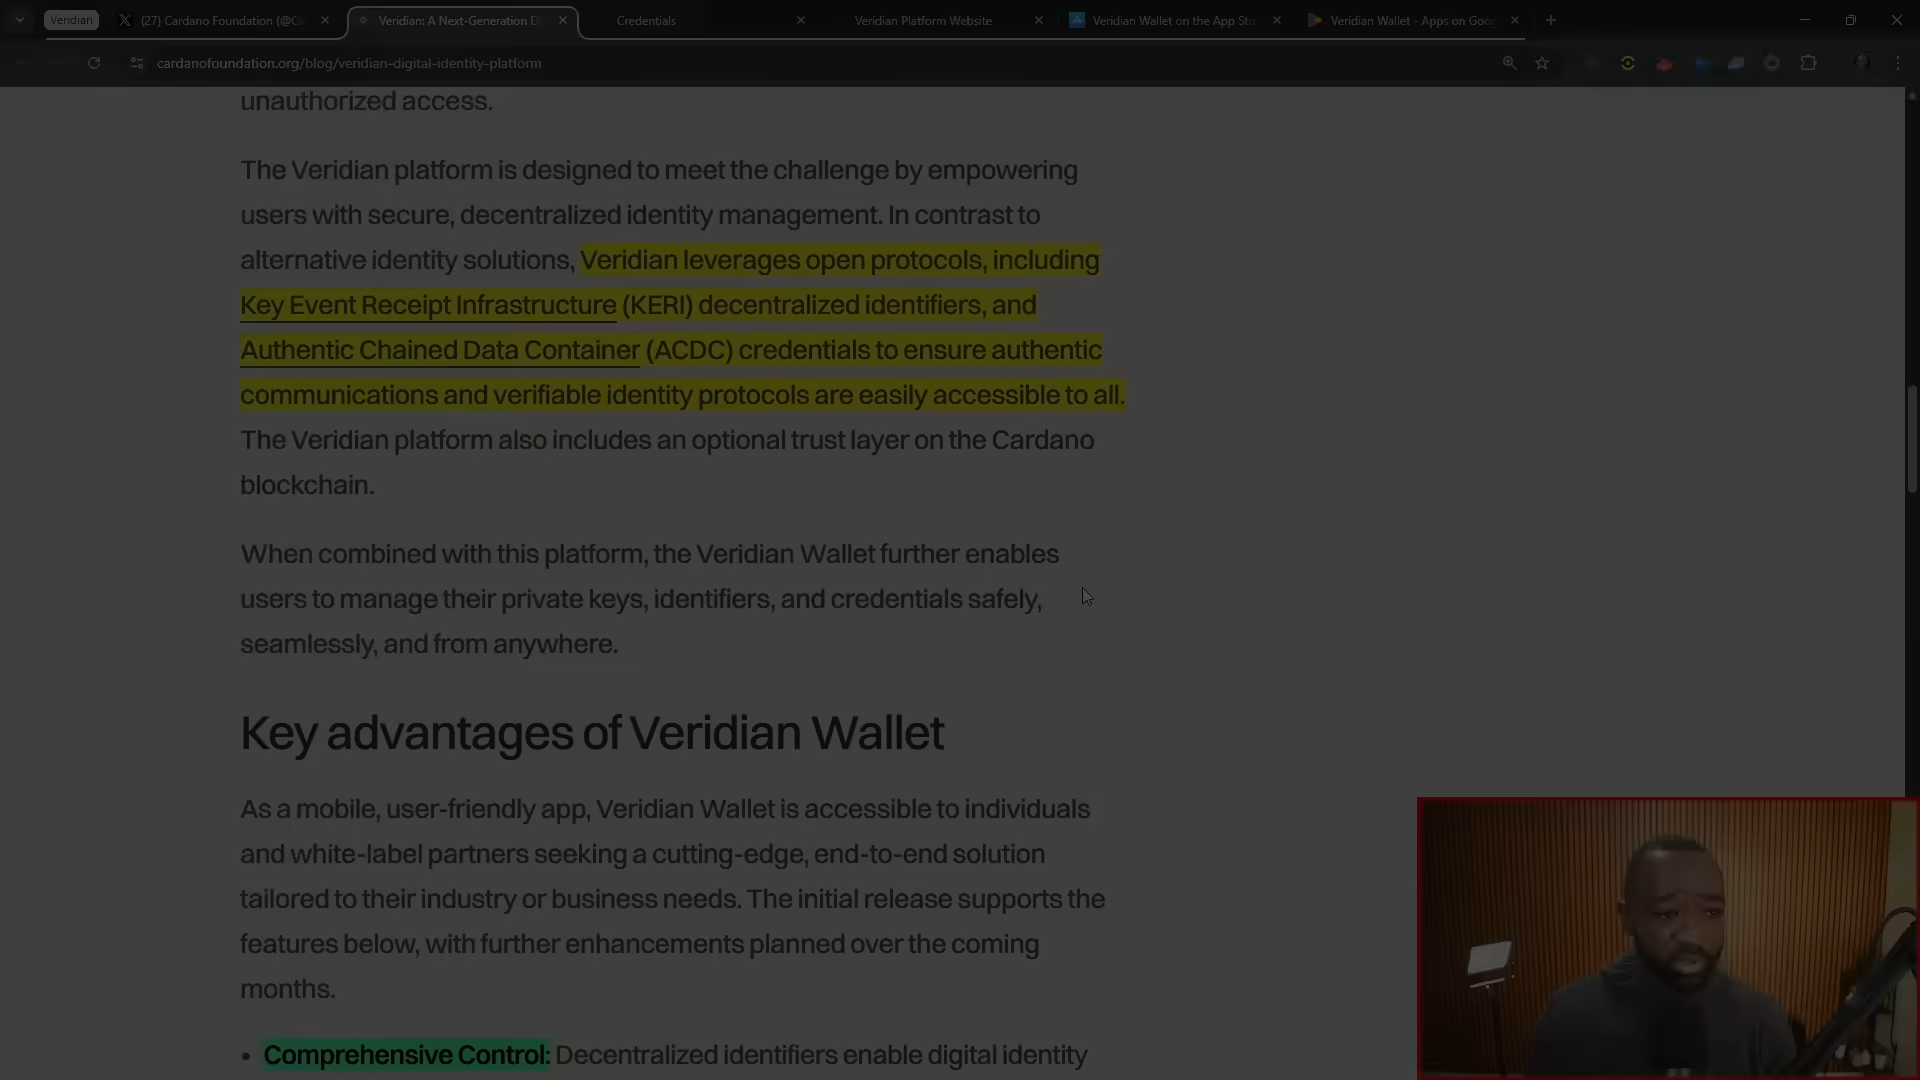 Veridian
(27) Cardano Foundation (@C
Veridian: A Next-Generation D
Credentials
Veridian Platform Website
Veridian Wallet on the App Sto
Veridian Wallet - Apps on Goo
cardanofoundation.org/blog/veridian-digital-identity-platform
unauthorized access.
The Veridian platform is designed to meet the challenge by empowering
users with secure, decentralized identity management. In contrast to
alternative identity solutions, Veridian leverages open protocols, including
Key Event Receipt Infrastructure (KERI) decentralized identifiers, and
Authentic Chained Data Container (ACDC) credentials to ensure authentic
communications and verifiable identity protocols are easily accessible to all.
The Veridian platform also includes an optional trust layer on the Cardano
blockchain.
When combined with this platform, the Veridian Wallet further enables
users to manage their private keys, identifiers, and credentials safely,
seamlessly, and from anywhere.
Key advantages of Veridian Wallet
As a mobile, user-friendly app, Veridian Wallet is accessible to individuals
and white-label partners seeking a cutting-edge, end-to-end solution
tailored to their industry or business needs. The initial release supports the
features below, with further enhancements planned over the coming
months.
• Comprehensive Control: Decentralized identifiers enable digital identity